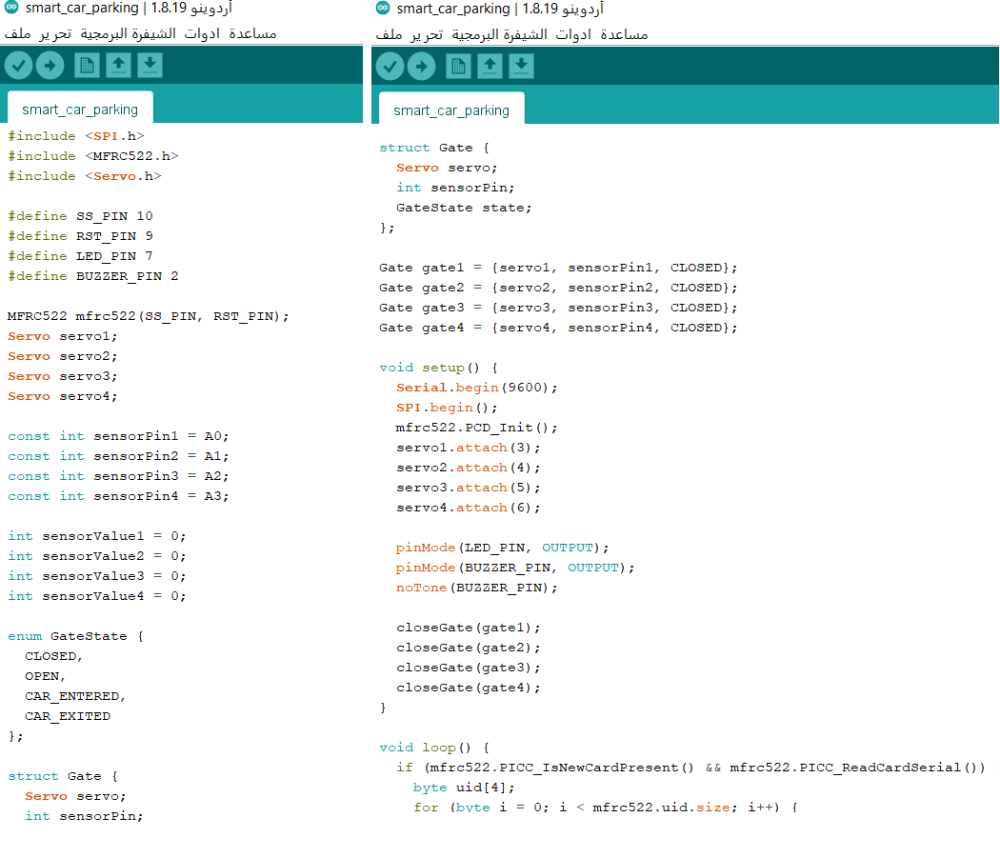 smart_car_parking | أردوينو 1.8.19
ملف تحرير الشيفرة البرمجية ادوات مساعدة
smart_car_parking
#include <SPI.h>
#include <MFRC522.h>
#include <Servo.h>
#define SS_PIN 10
#define RST_PIN 9
#define LED_PIN 7
#define BUZZER_PIN 2
MFRC522 mfrc522(SS_PIN, RST_PIN);
Servo servo1;
Servo servo2;
Servo servo3;
Servo servo4;
const int sensorPin1 = A0;
const int sensorPin2 = A1;
const int sensorPin3 = A2;
const int sensorPin4 = A3;
int sensorValue1 = 0;
int sensorValue2 = 0;
int sensorValue3 = 0;
int sensorValue4 = 0;
enum GateState {
CLOSED,
OPEN,
CAR_ENTERED,
CAR_EXITED
};
struct Gate {
Servo servo;
int sensorPin;
smart_car_parking | أردوينو 1.8.19
ملف تحرير الشيفرة البرمجية ادوات مساعدة
smart_car_parking
struct Gate {
Servo servo;
int sensorPin;
GateState state;
};
Gate gate1 = {servo1, sensorPin1, CLOSED};
Gate gate2 = {servo2, sensorPin2, CLOSED};
Gate gate3 = {servo3, sensorPin3, CLOSED};
Gate gate4 = {servo4, sensorPin4, CLOSED};
void setup() {
Serial.begin(9600);
SPI.begin();
mfrc522.PCD_Init();
servo1.attach(3);
servo2.attach(4);
servo3.attach(5);
servo4.attach(6);
pinMode(LED_PIN, OUTPUT);
pinMode(BUZZER_PIN, OUTPUT);
noTone(BUZZER_PIN);
closeGate(gate1);
closeGate(gate2);
closeGate(gate3);
closeGate(gate4);
}
void loop() {
if (mfrc522.PICC_IsNewCardPresent() && mfrc522.PICC_ReadCardSerial())
byte uid[4];
for (byte i = 0; i < mfrc522.uid.size; i++) {